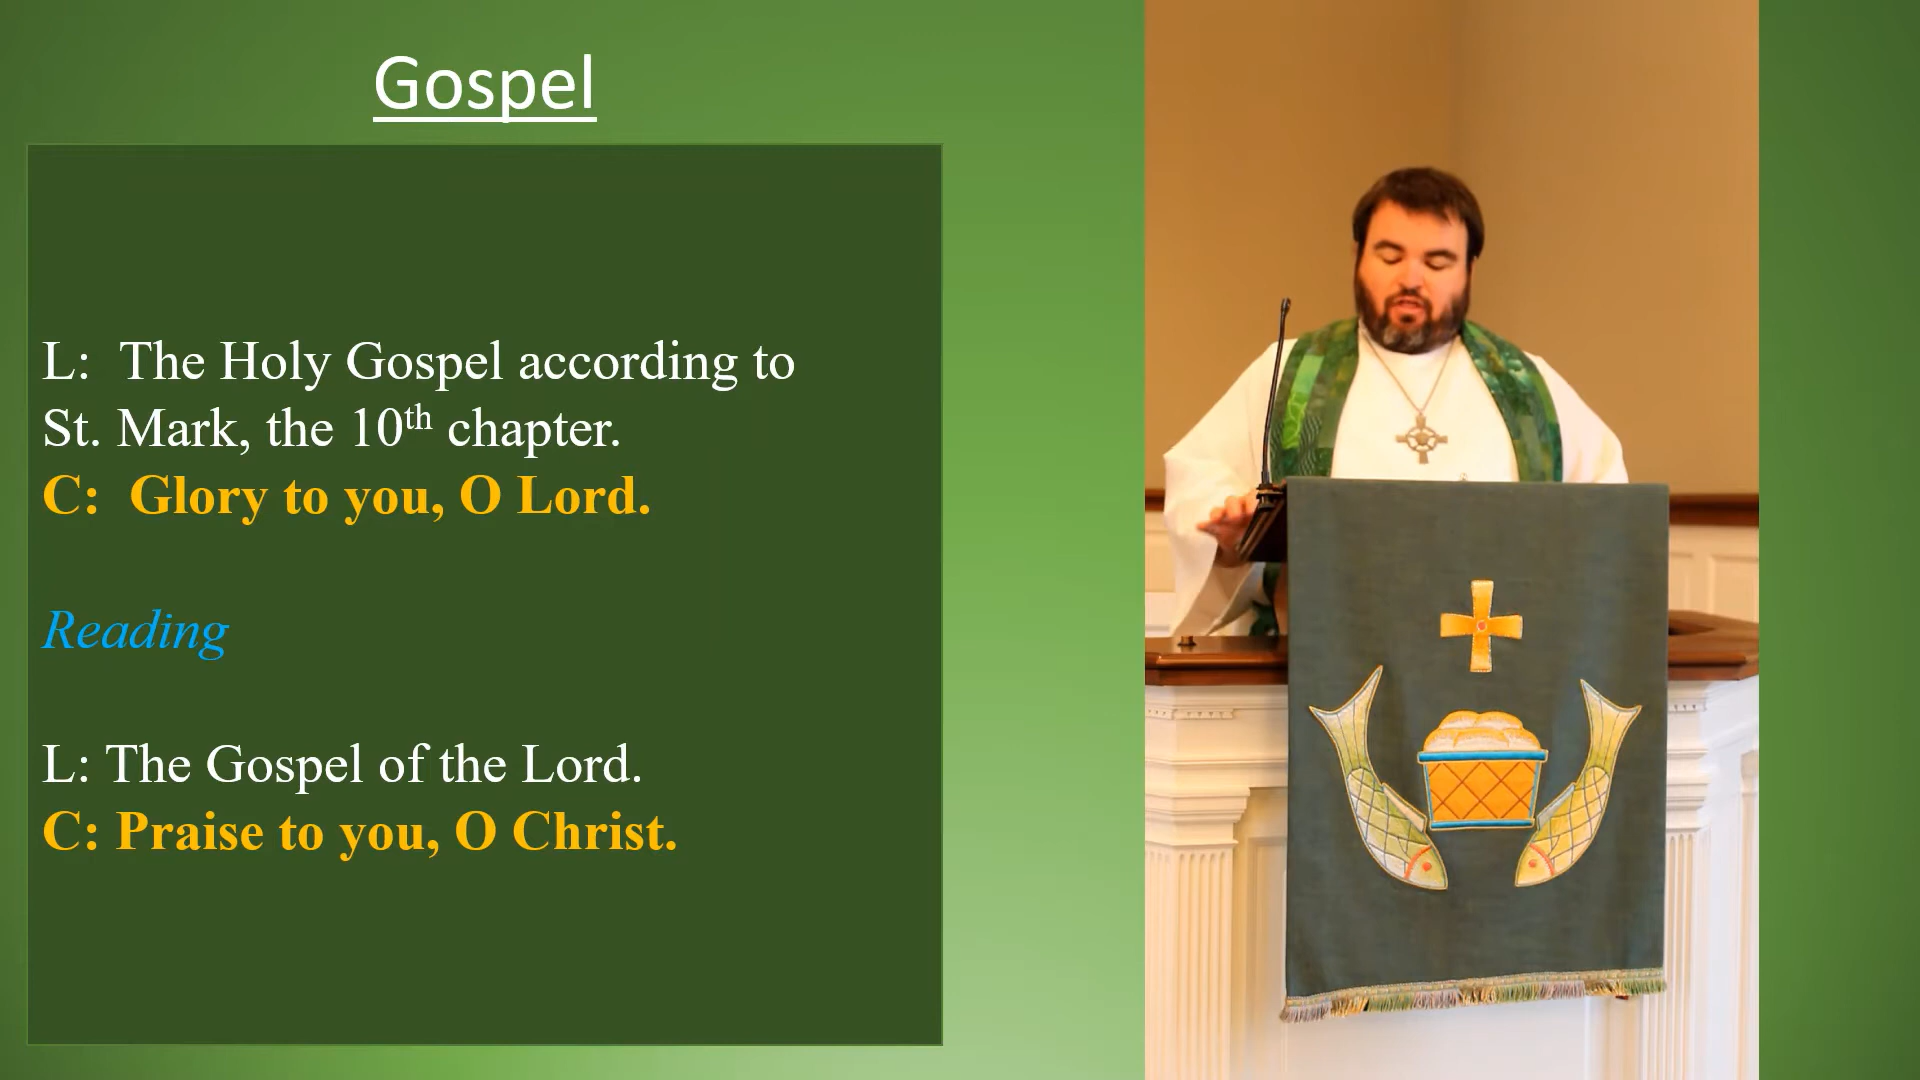 Gospel
L:  The Holy Gospel according to
St. Mark, the 10th chapter.
C:  Glory to you, O Lord.
Reading
L: The Gospel of the Lord.
C: Praise to you, O Christ.